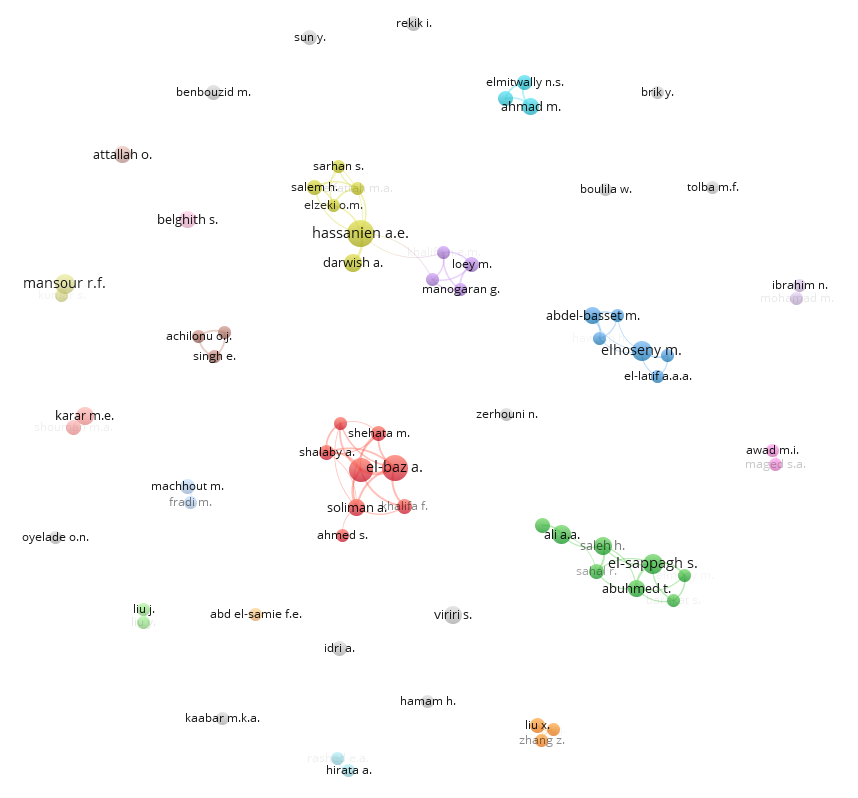 rekik i.
sun y.
elmitwally n.s.
benbouzid m.
brik y.
ahmad m.
attallah o.
sarhan s.
salem h.
tolba m.f.
boulila w.
elzeki o.m.
belghith s.
hassanien a.e.
darwish a.
loey m.
mansour r.f.
manogaran g.
ibrahim n.
mohamad m.
abdel-basset m.
achilonu o.j.
elhoseny m.
singh e.
el-latif a.a.a.
karar m.e.
zerhouni n.
shehata m.
shalaby a.
awad m.i.
maged s.a.
el-baz a.
machhout m.
fradi m.
soliman a.
khalifa f.
ahmed s.
ali a.a.
oyelade o.n.
saleh h.
el-sappagh s.
sahal r.
abuhmed t.
liu j.
abd el-samie f.e.
viriri s.
idri a.
hamam h.
kaabar m.k.a.
liu x.
zhang z.
hirata a.